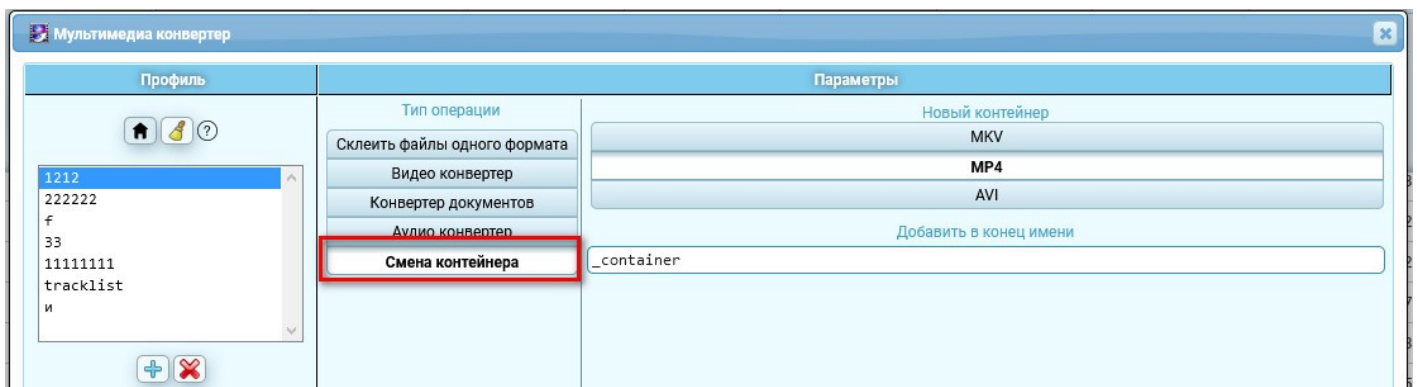 Мультимедиа конвертер
Профиль
Параметры
?
1212
222222
f
33
11111111
tracklist
и
Тип операции
Склеить файлы одного формата
Видео конвертер
Конвертер документов
Аудио конвертер
Смена контейнера
Новый контейнер
MKV
MP4
AVI
Добавить в конец имени
_container